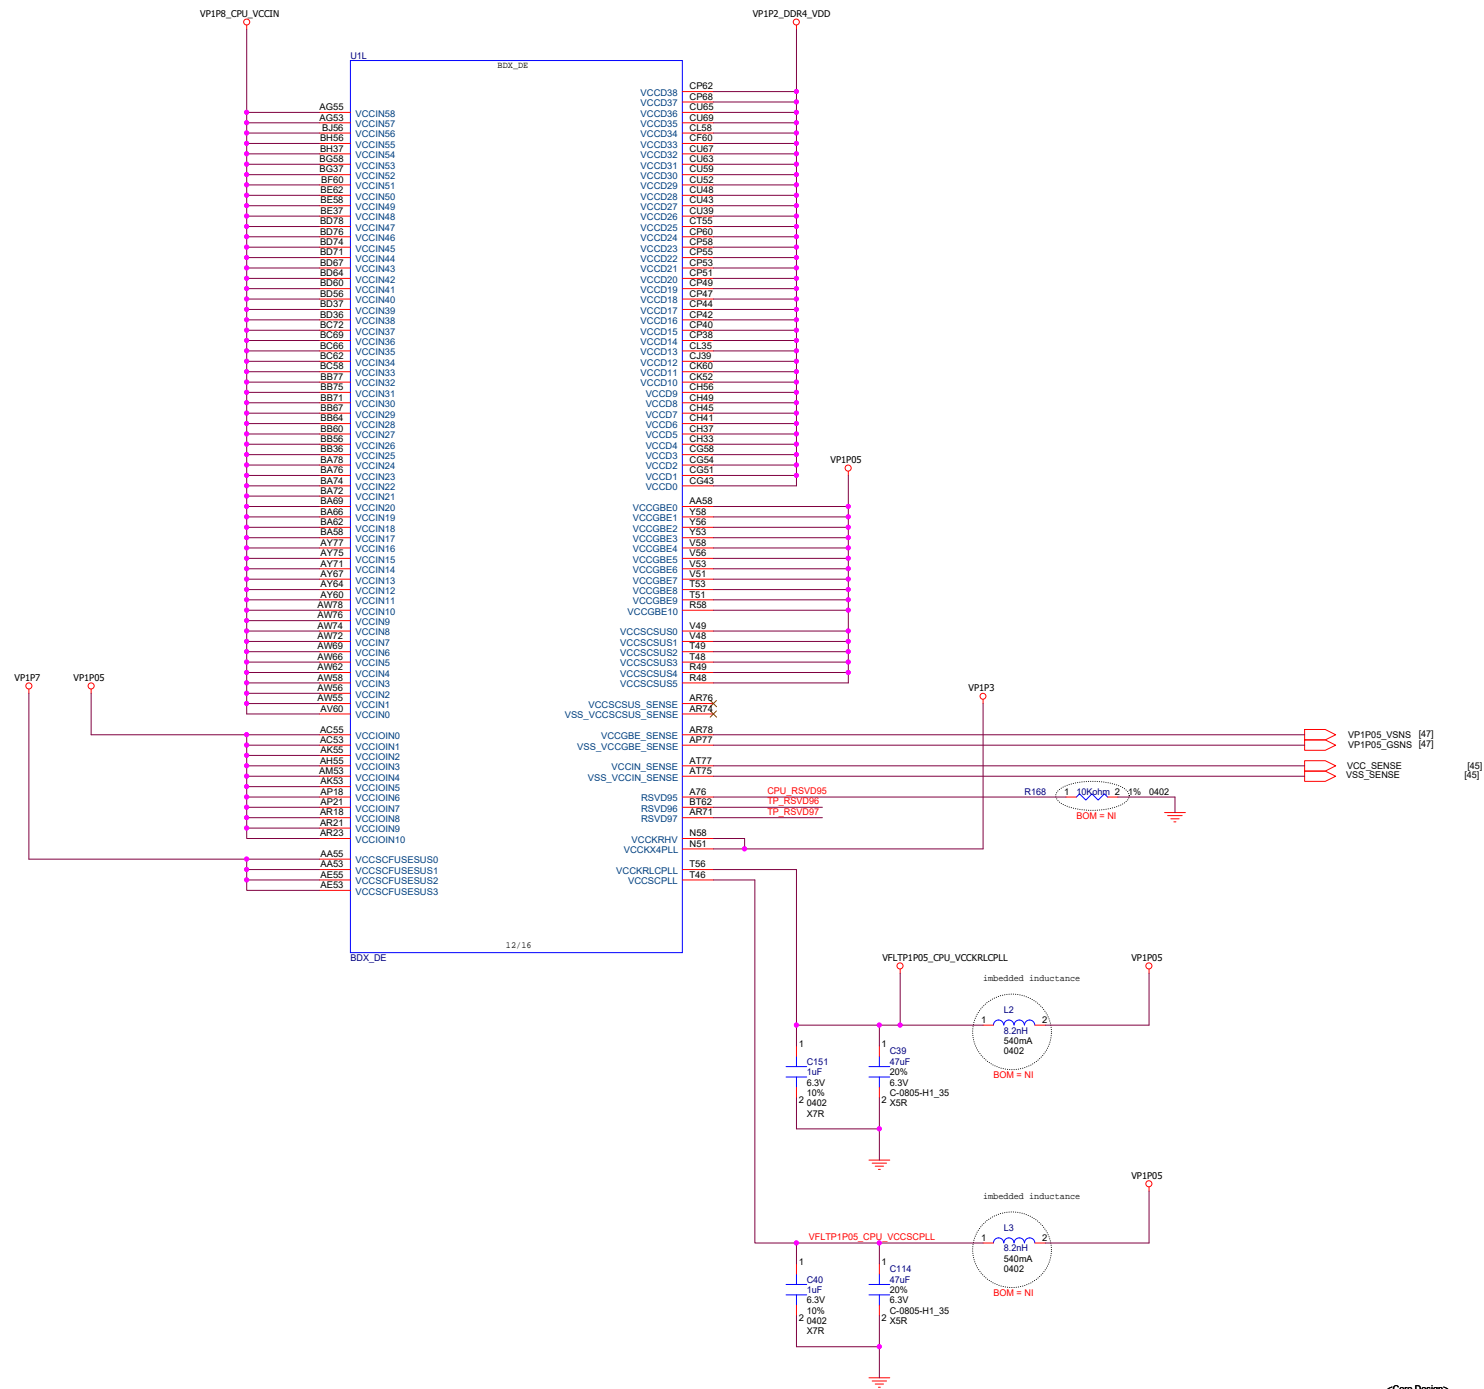 VP1P8_CPU_VCCIN
VP1P2_DDR4_VDD
U1L
BDX_DE
AG55 VCCIN58
AG53 VCCIN57
BJ56 VCCIN56
BH56 VCCIN55
BH37 VCCIN54
BG58 VCCIN53
BG37 VCCIN52
BF60 VCCIN51
BE62 VCCIN50
BE58 VCCIN49
BE37 VCCIN48
BD78 VCCIN47
BD76 VCCIN46
BD74 VCCIN45
BD71 VCCIN44
BD67 VCCIN43
BD64 VCCIN42
BD60 VCCIN41
BD56 VCCIN40
BD37 VCCIN39
BD36 VCCIN38
BC72 VCCIN37
BC69 VCCIN36
BC66 VCCIN35
BC62 VCCIN34
BC58 VCCIN33
BB77 VCCIN32
BB75 VCCIN31
BB71 VCCIN30
BB67 VCCIN29
BB64 VCCIN28
BB60 VCCIN27
BB56 VCCIN26
BB36 VCCIN25
BA78 VCCIN24
BA76 VCCIN23
BA74 VCCIN22
BA72 VCCIN21
BA69 VCCIN20
BA66 VCCIN19
BA62 VCCIN18
BA58 VCCIN17
AY77 VCCIN16
AY75 VCCIN15
AY71 VCCIN14
AY67 VCCIN13
AY64 VCCIN12
AY60 VCCIN11
AW78 VCCIN10
AW76 VCCIN9
AW74 VCCIN8
AW72 VCCIN7
AW69 VCCIN6
AW66 VCCIN5
AW62 VCCIN4
AW58 VCCIN3
AW56 VCCIN2
AW55 VCCIN1
AV60 VCCIN0
VP1P7
VP1P05
AC55 VCCIOIN0
AC53 VCCIOIN1
AK55 VCCIOIN2
AH55 VCCIOIN3
AM53 VCCIOIN4
AK53 VCCIOIN5
AP18 VCCIOIN6
AP21 VCCIOIN7
AR18 VCCIOIN8
AR21 VCCIOIN9
AR23 VCCIOIN10
AA55 VCCSCFUSESUS0
AA53 VCCSCFUSESUS1
AE55 VCCSCFUSESUS2
AE53 VCCSCFUSESUS3
VCCD38 CP62
VCCD37 CP68
VCCD36 CU65
VCCD35 CU69
VCCD34 CL58
VCCD33 CF60
VCCD32 CU67
VCCD31 CU63
VCCD30 CU59
VCCD29 CU52
VCCD28 CU48
VCCD27 CU43
VCCD26 CU39
VCCD25 CT55
VCCD24 CP60
VCCD23 CP58
VCCD22 CP55
VCCD21 CP53
VCCD20 CP51
VCCD19 CP49
VCCD18 CP47
VCCD17 CP44
VCCD16 CP42
VCCD15 CP40
VCCD14 CP38
VCCD13 CL35
VCCD12 CJ39
VCCD11 CK60
VCCD10 CK52
VCCD9 CH56
VCCD8 CH49
VCCD7 CH45
VCCD6 CH41
VCCD5 CH37
VCCD4 CH33
VCCD3 CG58
VCCD2 CG54
VCCD1 CG51
VCCD0 CG43
VP1P05
VCCGBE0 AA58
VCCGBE1 Y58
VCCGBE2 Y56
VCCGBE3 Y53
VCCGBE4 V58
VCCGBE5 V56
VCCGBE6 V53
VCCGBE7 V51
VCCGBE8 T53
VCCGBE9 T51
VCCGBE10 R58
VCCSCSUS0 V49
VCCSCSUS1 V48
VCCSCSUS2 T49
VCCSCSUS3 T48
VCCSCSUS4 R49
VCCSCSUS5 R48
VP1P3
VCCSCSUS_SENSE AR76
VSS_VCCSCSUS_SENSE AR74
VCCGBE_SENSE AR78 VP1P05_VSNS [47]
VSS_VCCGBE_SENSE AP77 VP1P05_GSNS [47]
VCCIN_SENSE AT77 VCC_SENSE [45]
VSS_VCCIN_SENSE AT75 VSS_SENSE [45]
RSVD95 A76 CPU_RSVD95 R168 1 10Kohm 2 1% 0402
RSVD96 BT62 TP_RSVD96
RSVD97 AR71 TP_RSVD97
BOM = NI
VCCKRHV N58
VCCKX4PLL N51
VCCKRLCPLL T56
VCCSCPLL T46
12/16
BDX_DE
VFLTP1P05_CPU_VCCKRLCPLL
VP1P05
imbedded inductance
L2
1 2
8.2nH
540mA
0402
BOM = NI
1
C151
1uF
6.3V
10%
2 0402
X7R
1
C39
47uF
20%
6.3V
C-0805-H1_35
2 X5R
VP1P05
imbedded inductance
VFLTP1P05_CPU_VCCSCPLL
L3
1 2
8.2nH
540mA
0402
BOM = NI
1
C40
1uF
6.3V
10%
2 0402
X7R
1
C114
47uF
20%
6.3V
C-0805-H1_35
2 X5R